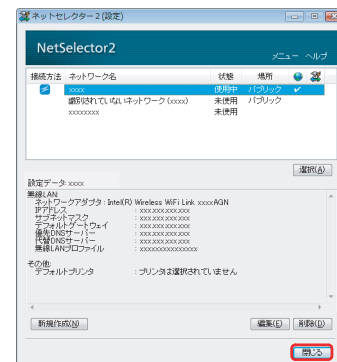 ネットセレクター2(設定)
NetSelector2
メニュー ヘルプ
接続方法 ネットワーク名 状態 場所
xxxx 使用中 パブリック
識別されていないネットワーク(xxxx) 未使用 パブリック
xxxxxxxx 未使用
選択(A)
設定データ: xxxx
無線LAN:
ネットワークアダプタ : Intel(R) Wireless WiFi Link xxxxAGN
IPアドレス : xxx.xxx.xxx.xxx
サブネットマスク : xxx.xxx.xxx.xxx
デフォルトゲートウェイ : xxx.xxx.xxx.xxx
優先DNSサーバー : xxx.xxx.xxx.xxx
代替DNSサーバー : xxx.xxx.xxx.xxx
無線LANプロファイル : xxxxxxxxxxxxxxx
その他:
デフォルトプリンタ : プリンタは選択されていません
新規作成(N) 編集(E) 削除(D)
閉じる